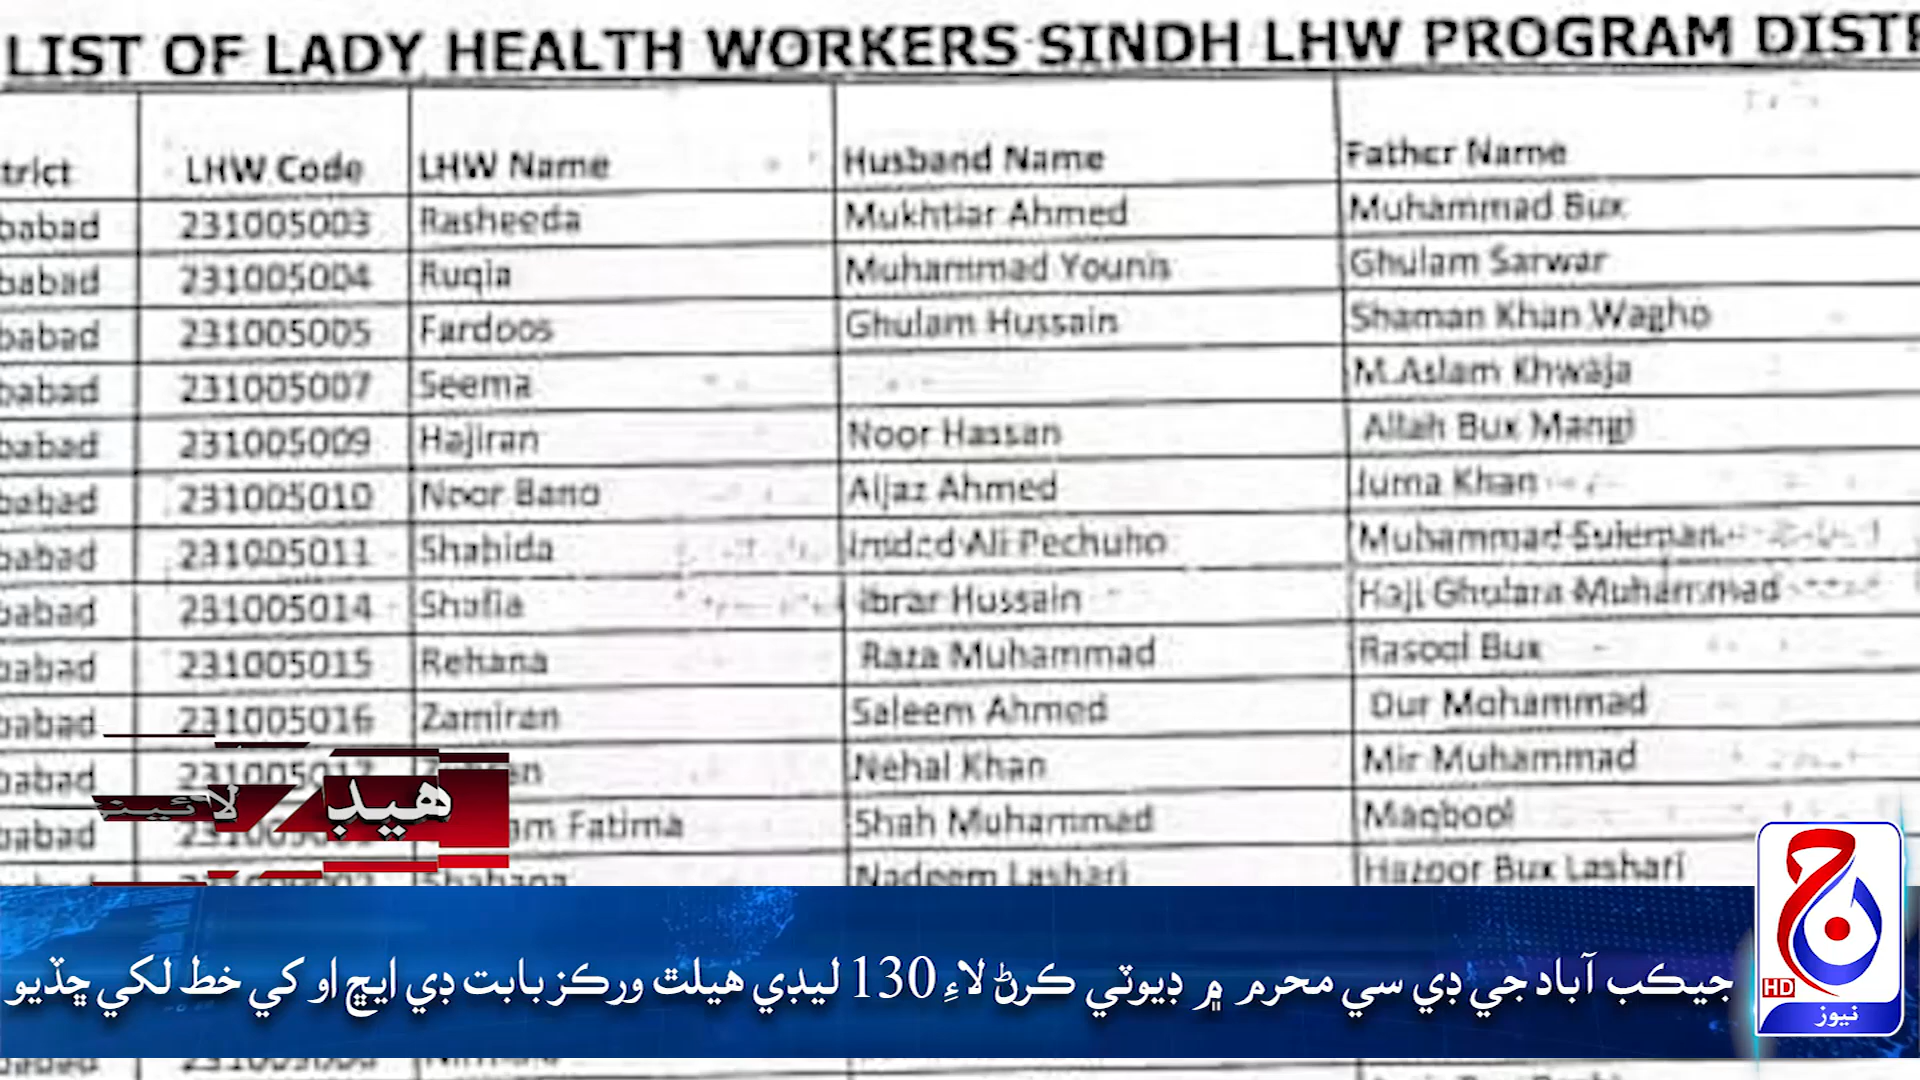 LIST OF LADY HEALTH WORKERS SINDH LHW PROGRAM DISTR
trict LHW Code LHW Name Husband Name Father Name
babad 231005003 Rasheeda Mukhtiar Ahmed Muhammad Bux
babad 231005004 Ruqia Muhammad Younis Ghulam Sarwar
babad 231005005 Fardoos Ghulam Hussain Shaman Khan Wagho
babad 231005007 Seema M.Aslam Khwaja
babad 231005009 Hajiran Noor Hassan Allah Bux Mangi
babad 231005010 Noor Bano Aijaz Ahmed Juma Khan
babad 231005011 Shahida Imdad Ali Pechuho Muhammad Suleman
babad 231005014 Shafia Ibrar Hussain Haji Ghulam Muhammad
babad 231005015 Rehana Raza Muhammad Rasool Bux
babad 231005016 Zamiran Saleem Ahmed Dur Mohammad
babad 231005017 Nehal Khan Mir Muhammad
babad Fatima Shah Muhammad Maqbool
Shabana Nadeem Lashari Hazoor Bux Lashari
هيڊ
جيڪب آباد جي ڊي سي محرم ۾ ڊيوٽي ڪرڻ لاءِ 130 ليڊي هيلٿ ورڪرز بابت ڊي ايڇ او کي خط لکي ڇڏيو
HD
نيوز